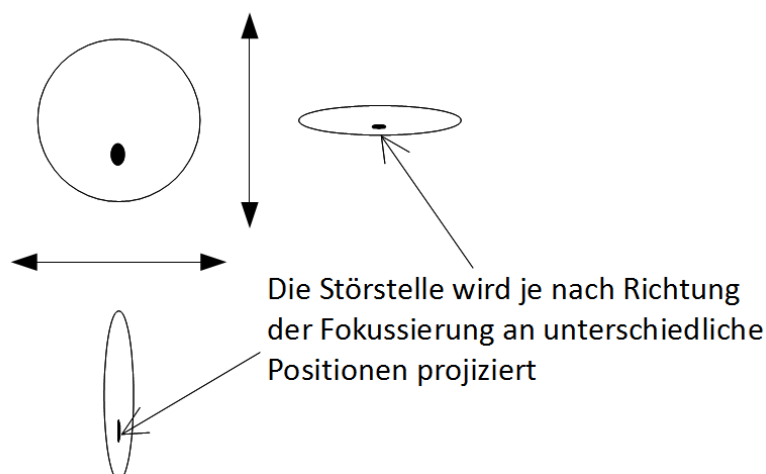 Die Störstelle wird je nach Richtung
der Fokussierung an unterschiedliche
Positionen projiziert